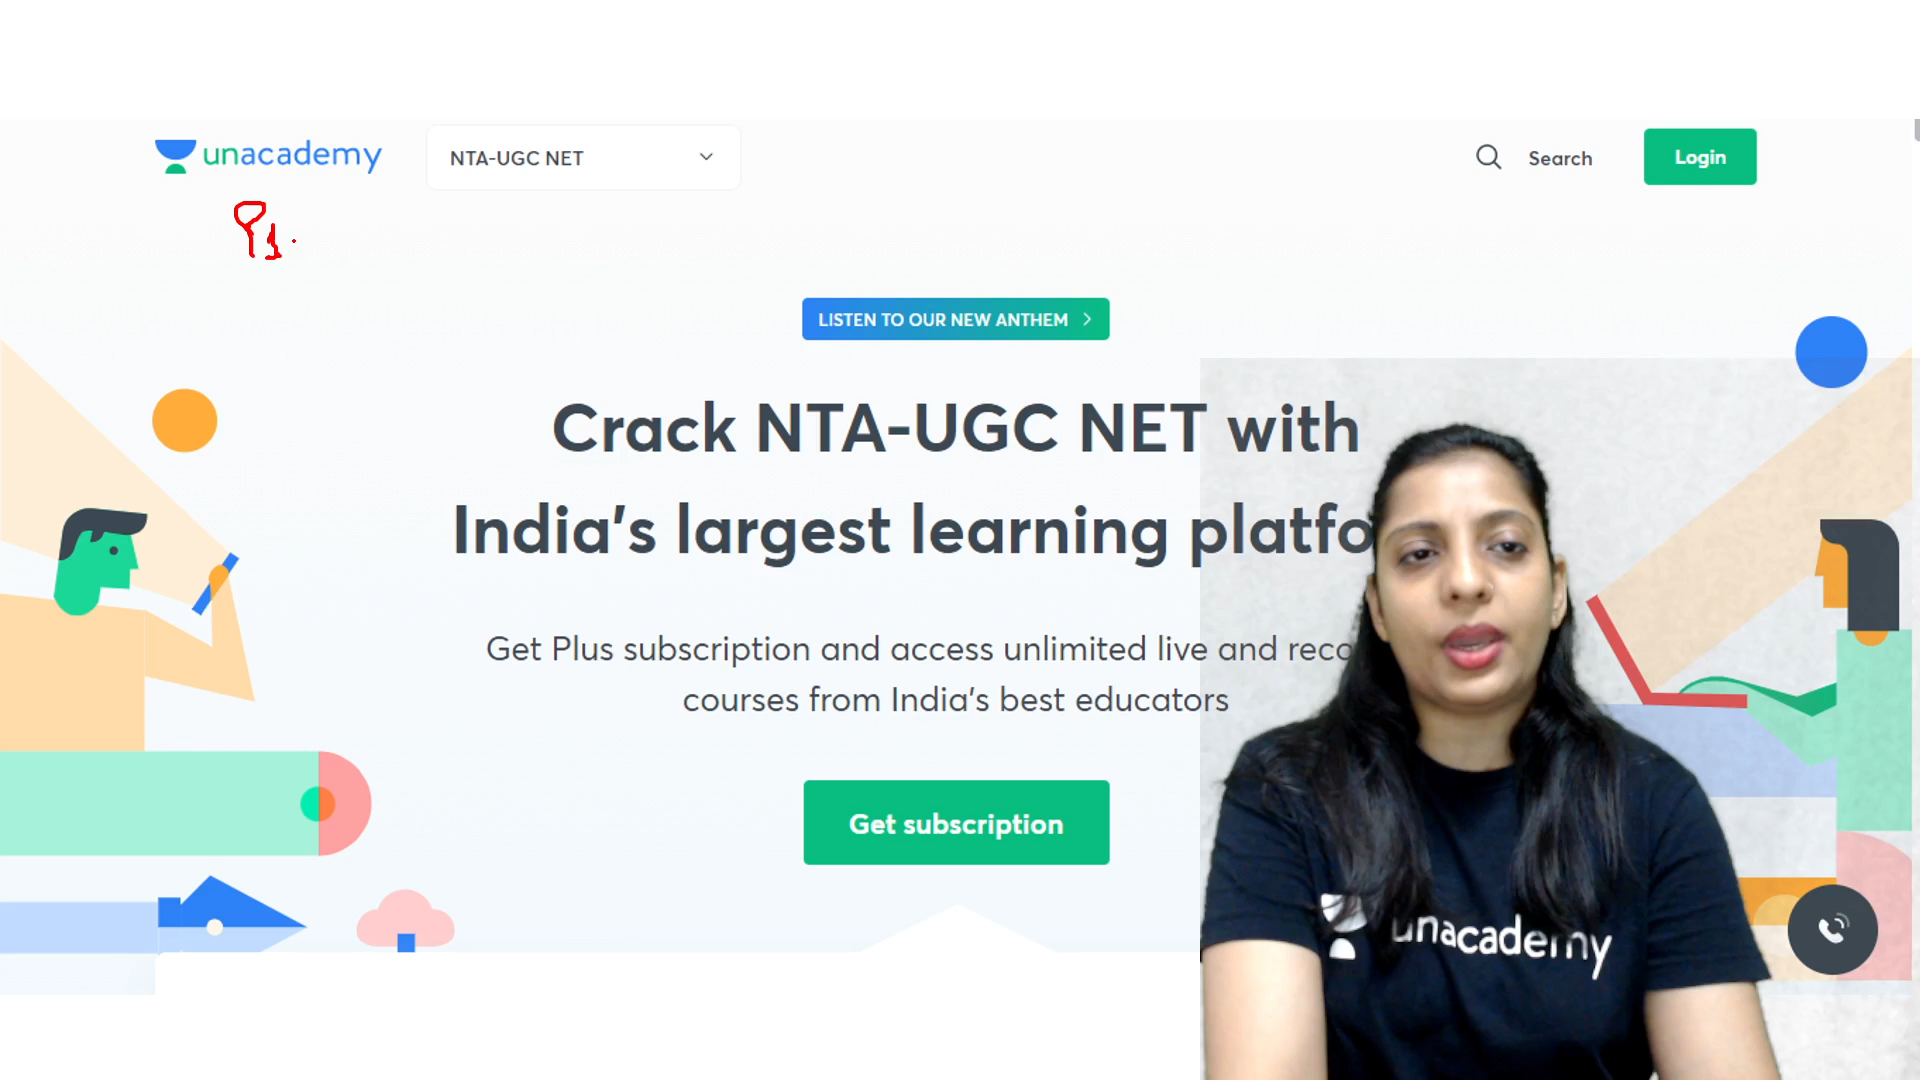 unacademy
NTA-UGC NET
Search
Login
LISTEN TO OUR NEW ANTHEM
Crack NTA-UGC NET with
India's largest learning platfo
Get Plus subscription and access unlimited live and reco
courses from India's best educators
Get subscription
unacademy